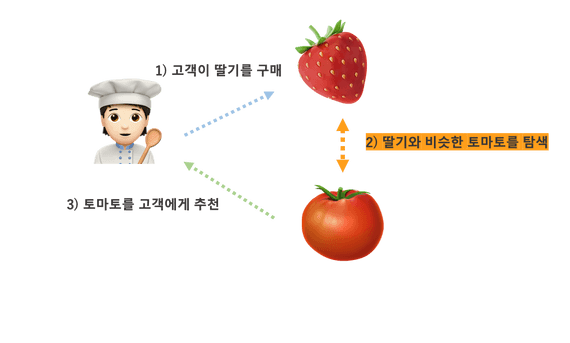 1) 고객이 딸기를 구매
2) 딸기와 비슷한 토마토를 탐색
3) 토마토를 고객에게 추천